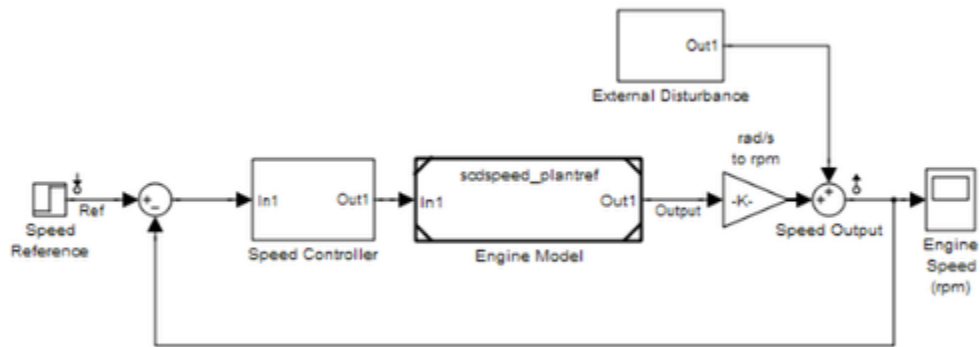 Out1
External Disturbance
rad/s
to rpm
scdspeed_plantref
Ref
In1
Out1
In1
Out1
Output
-K-
Speed
Reference
Speed Controller
Engine Model
Speed Output
Engine
Speed
(rpm)